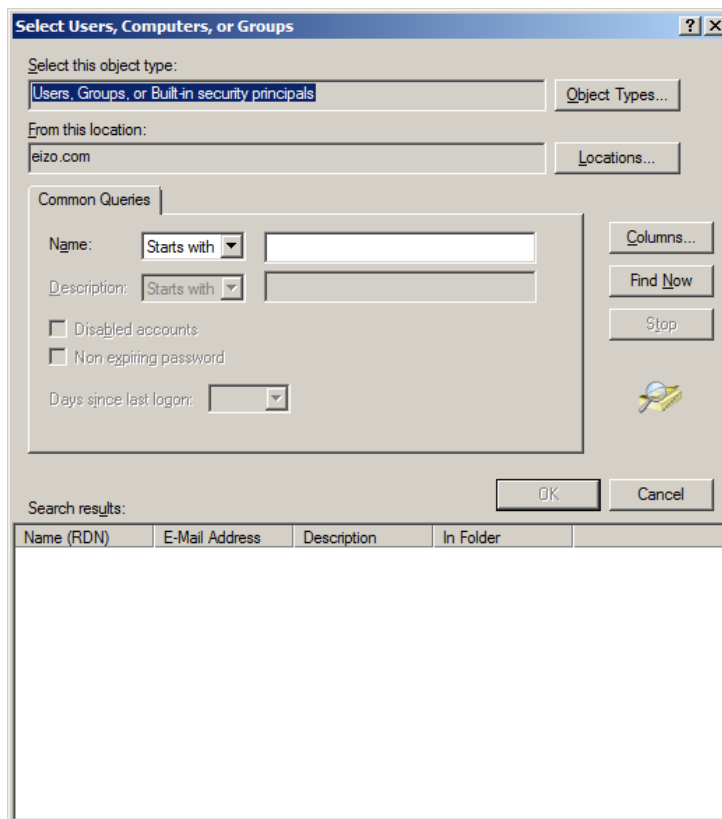 Select Users, Computers, or Groups
Select this object type:
Users, Groups, or Built-in security principals
Object Types...
From this location:
eizo.com
Locations...
Common Queries
Name: Starts with
Columns...
Description: Starts with
Find Now
Disabled accounts
Stop
Non expiring password
Days since last logon:
OK Cancel
Search results:
Name (RDN) E-Mail Address Description In Folder